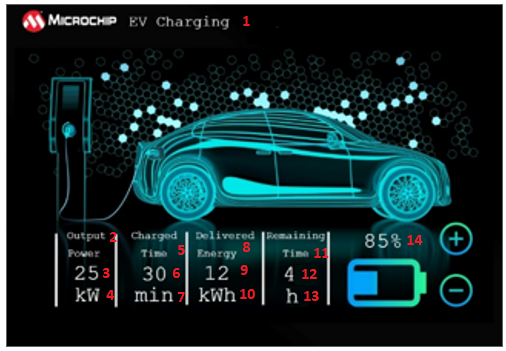 MICROCHIP EV Charging 1
Output 2
Power
25 3
kW 4
Charged
Time 5
30 6
min 7
Delivered
Energy 8
12 9
kWh 10
Remaining
Time 11
4 12
h 13
85% 14
+
−